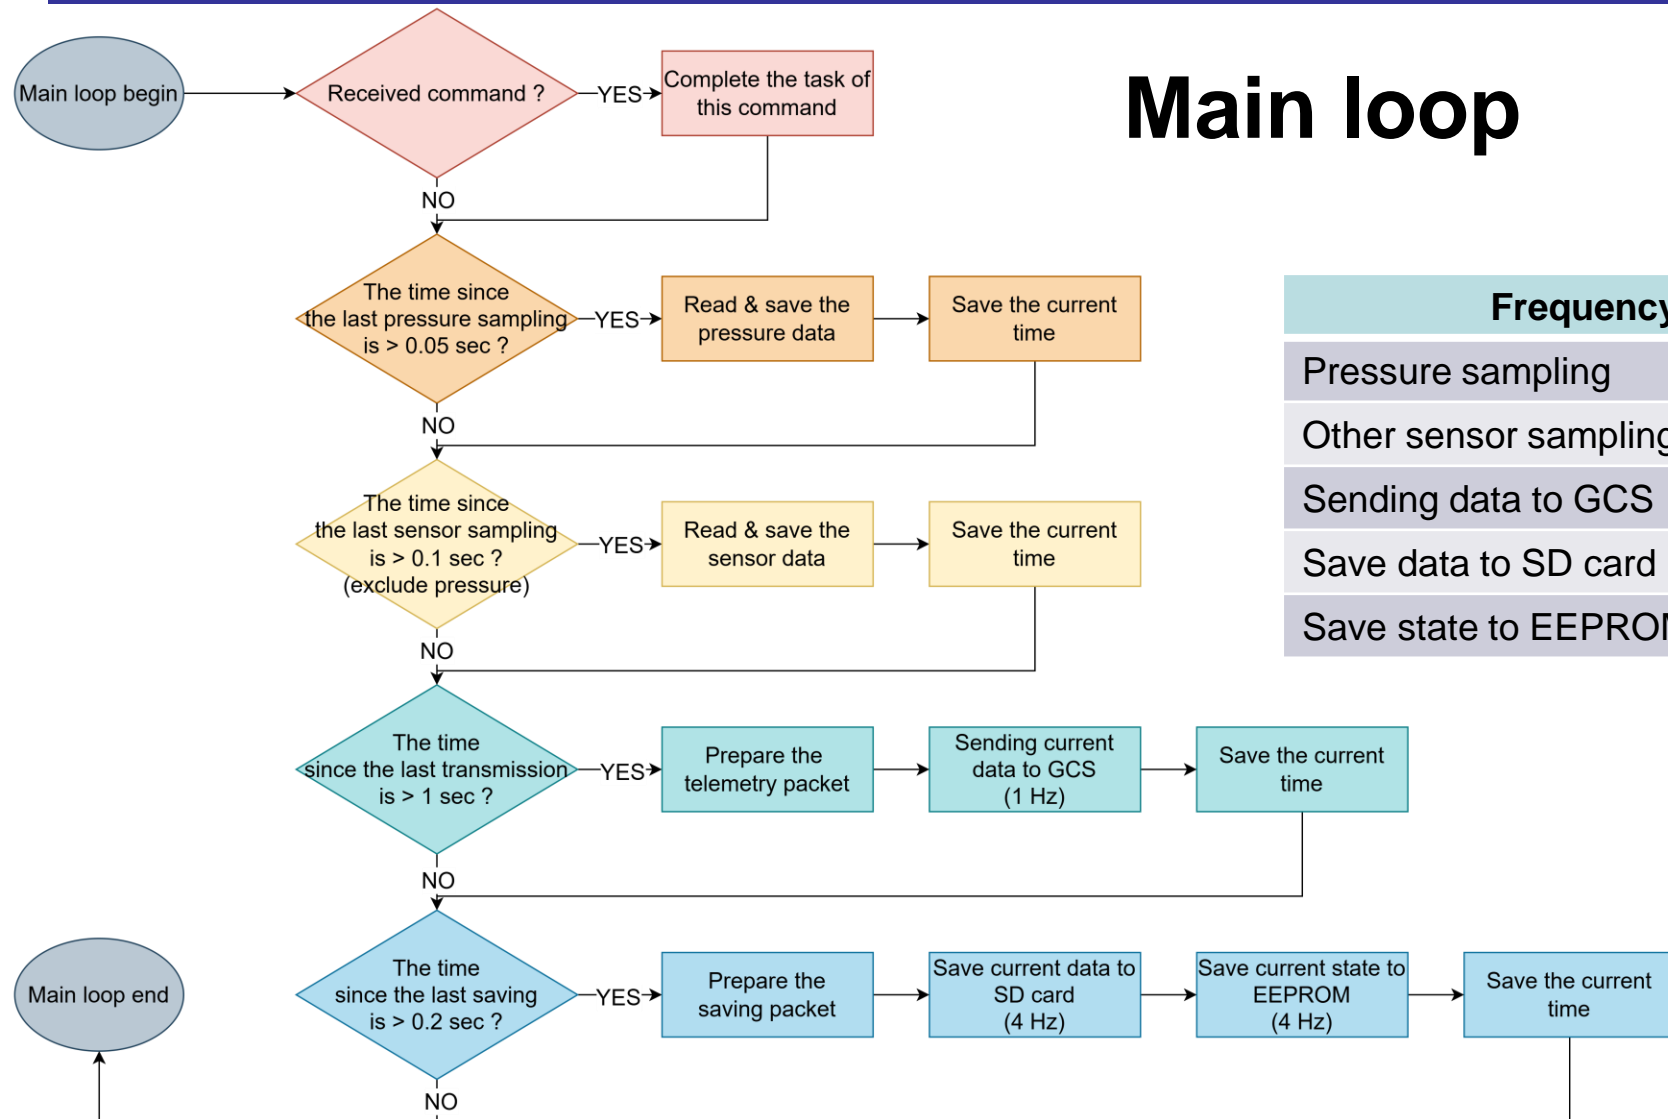 Main loop
Main loop begin
Received command ?
YES
Complete the task of
this command
NO
The time since
the last pressure sampling
is > 0.05 sec ?
YES
Read & save the
pressure data
Save the current
time
NO
The time since
the last sensor sampling
is > 0.1 sec ?
(exclude pressure)
YES
Read & save the
sensor data
Save the current
time
NO
The time
since the last transmission
is > 1 sec ?
YES
Prepare the
telemetry packet
Sending current
data to GCS
(1 Hz)
Save the current
time
NO
The time
since the last saving
is > 0.2 sec ?
YES
Prepare the
saving packet
Save current data to
SD card
(4 Hz)
Save current state to
EEPROM
(4 Hz)
Save the current
time
NO
Main loop end
Frequency
Pressure sampling
Other sensor sampling
Sending data to GCS
Save data to SD card
Save state to EEPROM